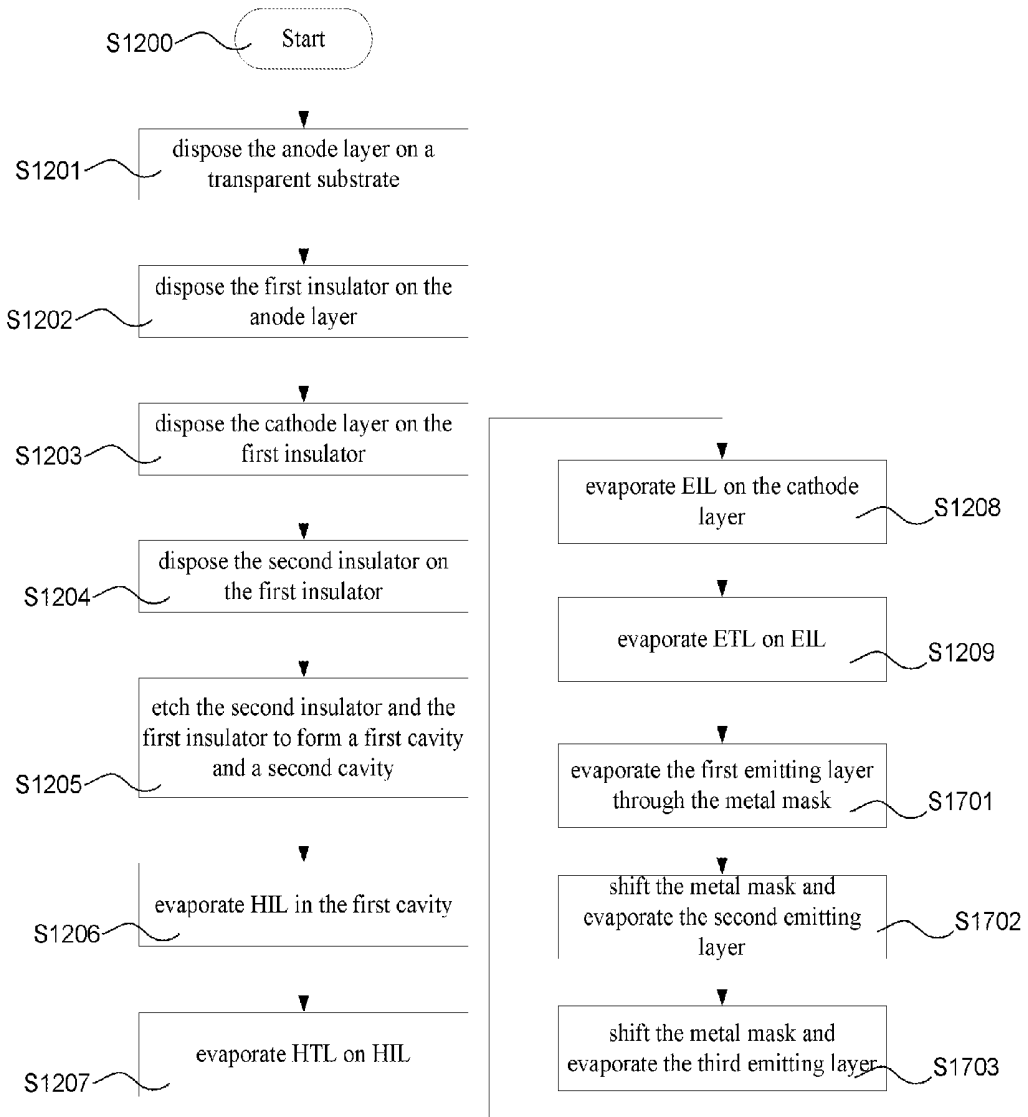 S1200
Start
S1201
dispose the anode layer on a
transparent substrate
S1202
dispose the first insulator on the
anode layer
S1203
dispose the cathode layer on the
first insulator
S1204
dispose the second insulator on
the first insulator
S1205
etch the second insulator and the
first insulator to form a first cavity
and a second cavity
S1206
evaporate HIL in the first cavity
S1207
evaporate HTL on HIL
evaporate EIL on the cathode
layer
S1208
evaporate ETL on EIL
S1209
evaporate the first emitting layer
through the metal mask
S1701
shift the metal mask and
evaporate the second emitting
layer
S1702
shift the metal mask and
evaporate the third emitting layer
S1703